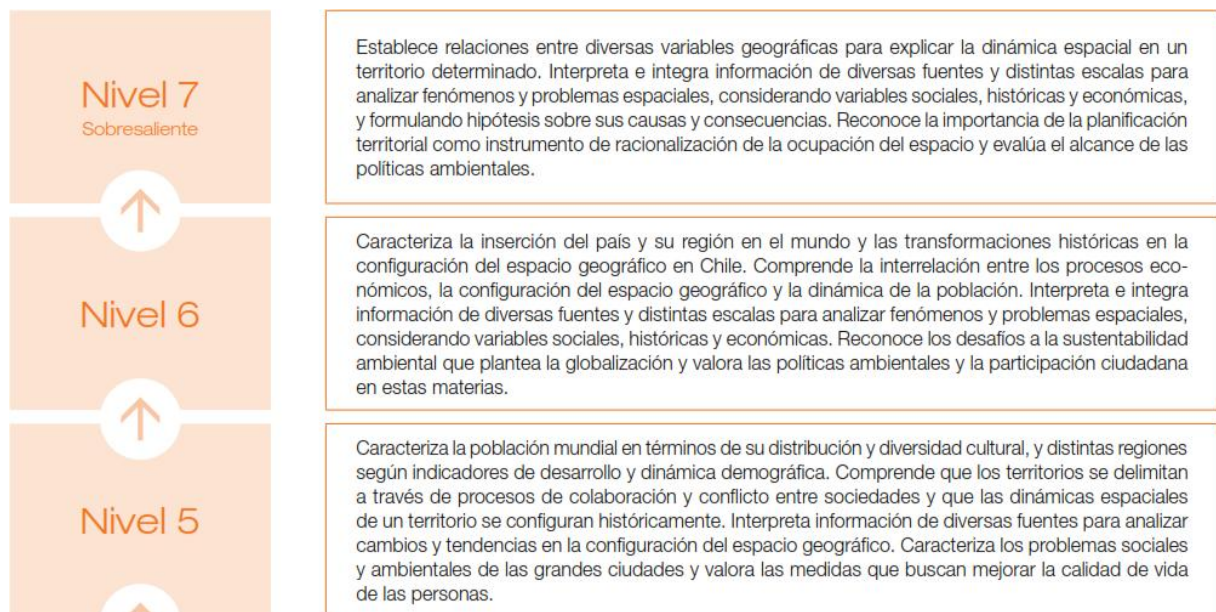 Nivel 7
Sobresaliente
Establece relaciones entre diversas variables geográficas para explicar la dinámica espacial en un
territorio determinado. Interpreta e integra información de diversas fuentes y distintas escalas para
analizar fenómenos y problemas espaciales, considerando variables sociales, históricas y económicas,
y formulando hipótesis sobre sus causas y consecuencias. Reconoce la importancia de la planificación
territorial como instrumento de racionalización de la ocupación del espacio y evalúa el alcance de las
políticas ambientales.
Nivel 6
Caracteriza la inserción del país y su región en el mundo y las transformaciones históricas en la
configuración del espacio geográfico en Chile. Comprende la interrelación entre los procesos eco-
nómicos, la configuración del espacio geográfico y la dinámica de la población. Interpreta e integra
información de diversas fuentes y distintas escalas para analizar fenómenos y problemas espaciales,
considerando variables sociales, históricas y económicas. Reconoce los desafíos a la sustentabilidad
ambiental que plantea la globalización y valora las políticas ambientales y la participación ciudadana
en estas materias.
Nivel 5
Caracteriza la población mundial en términos de su distribución y diversidad cultural, y distintas regiones
según indicadores de desarrollo y dinámica demográfica. Comprende que los territorios se delimitan
a través de procesos de colaboración y conflicto entre sociedades y que las dinámicas espaciales
de un territorio se configuran históricamente. Interpreta información de diversas fuentes para analizar
cambios y tendencias en la configuración del espacio geográfico. Caracteriza los problemas sociales
y ambientales de las grandes ciudades y valora las medidas que buscan mejorar la calidad de vida
de las personas.